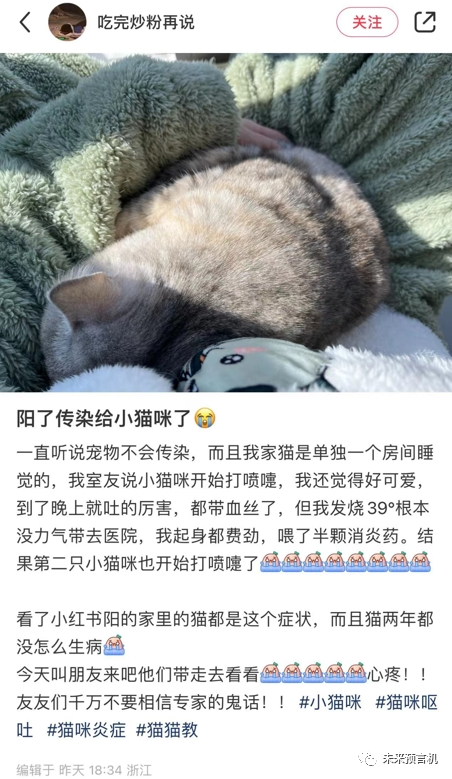 吃完炒粉再说
关注
阳了传染给小猫咪了😭
一直听说宠物不会传染，而且我家猫是单独一个房间睡
觉的，我室友说小猫咪开始打喷嚏，我还觉得好可爱，
到了晚上就吐的厉害，都带血丝了，但我发烧39°根本
没力气带去医院，我起身都费劲，喂了半颗消炎药。结
果第二只小猫咪也开始打喷嚏了
看了小红书阳的家里的猫都是这个症状，而且猫两年都
没怎么生病
今天叫朋友来吧他们带走去看看心疼！！
友友们千万不要相信专家的鬼话！！ #小猫咪 #猫咪呕
吐 #猫咪炎症 #猫猫教
编辑于 昨天 18:34 浙江
未来预言机